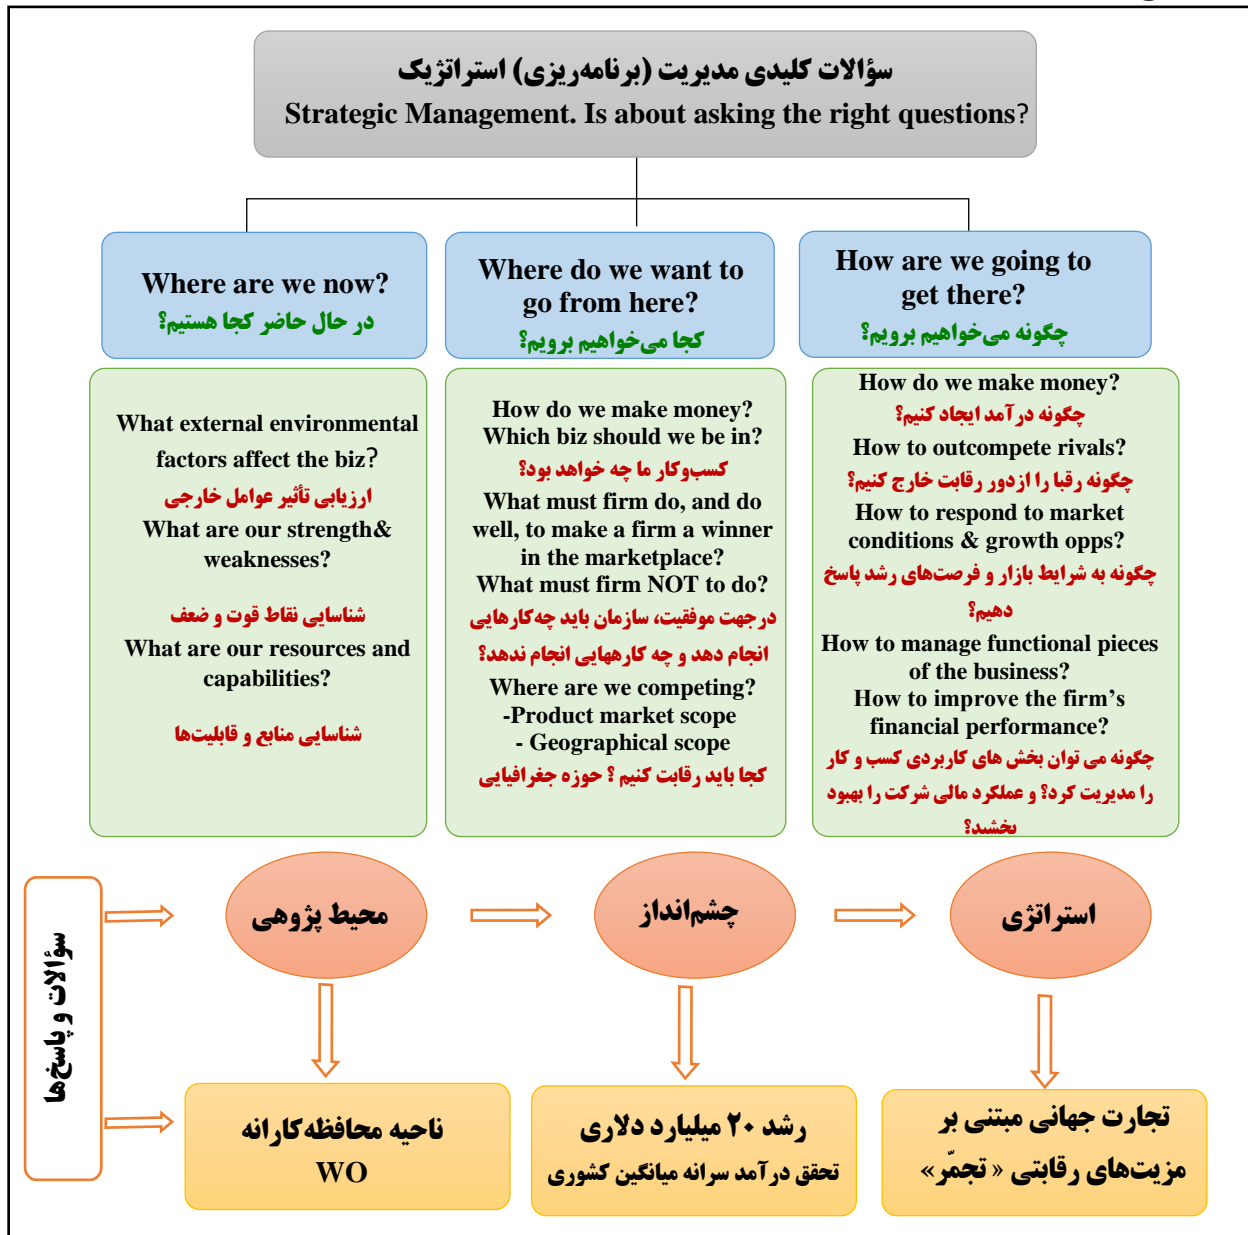 سؤالات کلیدی مدیریت (برنامه‌ریزی) استراتژیک
Strategic Management. Is about asking the right questions?
Where are we now?
در حال حاضر کجا هستیم؟
Where do we want to
go from here?
کجا می‌خواهیم برویم؟
How are we going to
get there?
چگونه می‌خواهیم برویم؟
What external environmental
factors affect the biz?
ارزیابی تأثیر عوامل خارجی
What are our strength&
weaknesses?
شناسایی نقاط قوت و ضعف
What are our resources and
capabilities?
شناسایی منابع و قابلیت‌ها
How do we make money?
Which biz should we be in?
کسب‌وکار ما چه خواهد بود؟
What must firm do, and do
well, to make a firm a winner
in the marketplace?
What must firm NOT to do?
درجهت موفقیت، سازمان باید چه‌کارهایی
انجام دهد و چه کارههایی انجام ندهد؟
Where are we competing?
-Product market scope
- Geographical scope
کجا باید رقابت کنیم ؟ حوزه جغرافیایی
How do we make money?
چگونه درآمد ایجاد کنیم؟
How to outcompete rivals?
چگونه رقبا را ازدور رقابت خارج کنیم؟
How to respond to market
conditions & growth opps?
چگونه به شرایط بازار و فرصت‌های رشد پاسخ
دهیم؟
How to manage functional pieces
of the business?
How to improve the firm’s
financial performance?
چگونه می توان بخش های کاربردی کسب و کار
را مدیریت کرد؟ و عملکرد مالی شرکت را بهبود
بخشید؟
سؤالات و پاسخ‌ها
محیط پژوهی
چشم‌انداز
استراتژی
ناحیه محافظه‌کارانه
WO
رشد ۲۰ میلیارد دلاری
تحقق درآمد سرانه میانگین کشوری
تجارت جهانی مبتنی بر
مزیت‌های رقابتی « تجمّر»